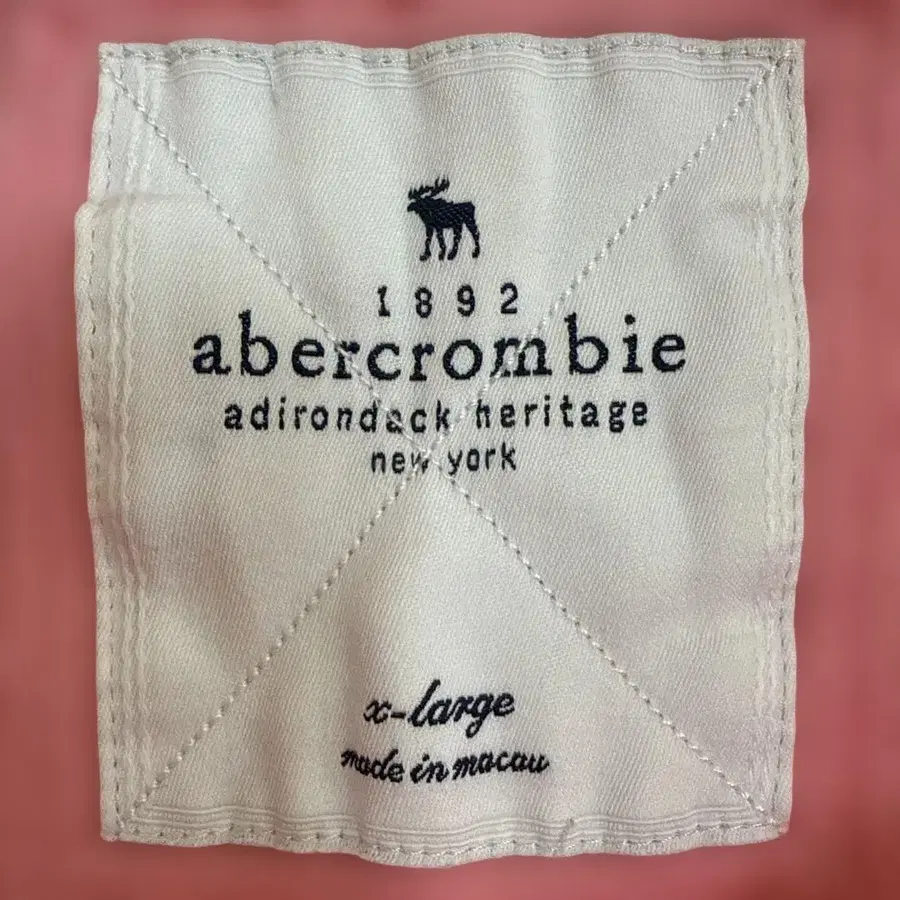 1892
abercrombie
adirondack heritage
new york
x-large
made in macau